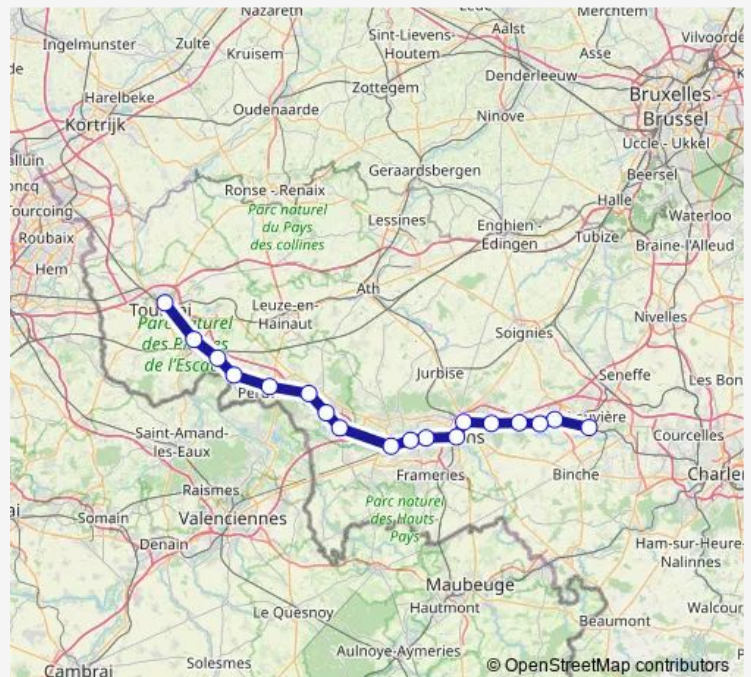 Nazareth
Merchtem
Ingelmunster
Zulte
Kruisem
Sint-Lievens-
Houtem
Aalst
Asse
Vilvoorde
de
Harelbeke
Zottegem
Denderleeuw
Bruxelles -
Brussel
Kortrijk
Oudenaarde
Ninove
Uccle - Ukkel
Geraardsbergen
Beersel
Ronse - Renaix
Parc naturel
du Pays
des collines
Lessines
Enghien -
Edingen
Halle
Waterloo
Tubize
Braine-l'Alleud
Roubaix
Hem
Ath
Leuze-en-
Hainaut
Nivelles
Soignies
Jurbise
Seneffe
Les Bon
Saint-Amand-
les-Eaux
Courcelles
Frameries
Binche
Raismes
Parc naturel
des Hauts-
Pays
Somain
Valenciennes
Denain
Ham-sur-Heure-
Nalinnes
Maubeuge
Hautmont
Le Quesnoy
Beaumont
Walcour
Aulnoye-Aymeries
Solesmes
Cambrai
© OpenStreetMap contributors